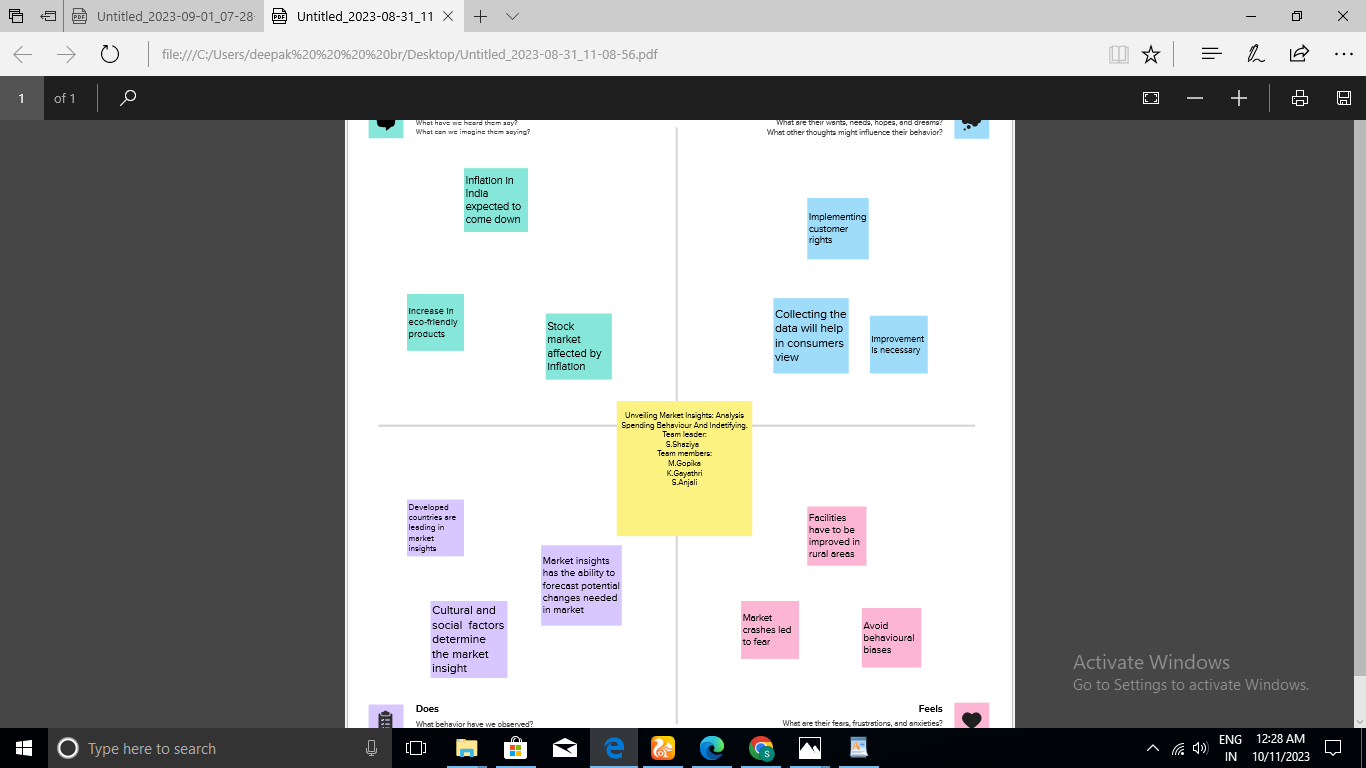 Untitled_2023-09-01_07-28-
Untitled_2023-08-31_11
file:///C:/Users/deepak%20%20%20%20br/Desktop/Untitled_2023-08-31_11-08-56.pdf
1 of 1
What have we heard them say?
What can we imagine them saying?
What are their wants, needs, hopes, and dreams?
What other thoughts might influence their behavior?
Inflation in
India
expected to
come down
Implementing
customer
rights
Increase in
eco-friendly
products
Stock
market
affected by
inflation
Collecting the
data will help
in consumers
view
Improvement
is necessary
Unveiling Market Insights: Analysis
Spending Behaviour And Indetifying.
Team leader:
S.Shaziya
Team members:
M.Gopika
K.Gayathri
S.Anjali
Developed
countries are
leading in
market
insights
Market insights
has the ability to
forecast potential
changes needed
in market
Cultural and
social factors
determine
the market
insight
Facilities
have to be
improved in
rural areas
Market
crashes led
to fear
Avoid
behavioural
biases
Does
What behavior have we observed?
Feels
What are their fears, frustrations, and anxieties?
Activate Windows
Go to Settings to activate Windows.
Type here to search
ENG
IN
12:28 AM
10/11/2023